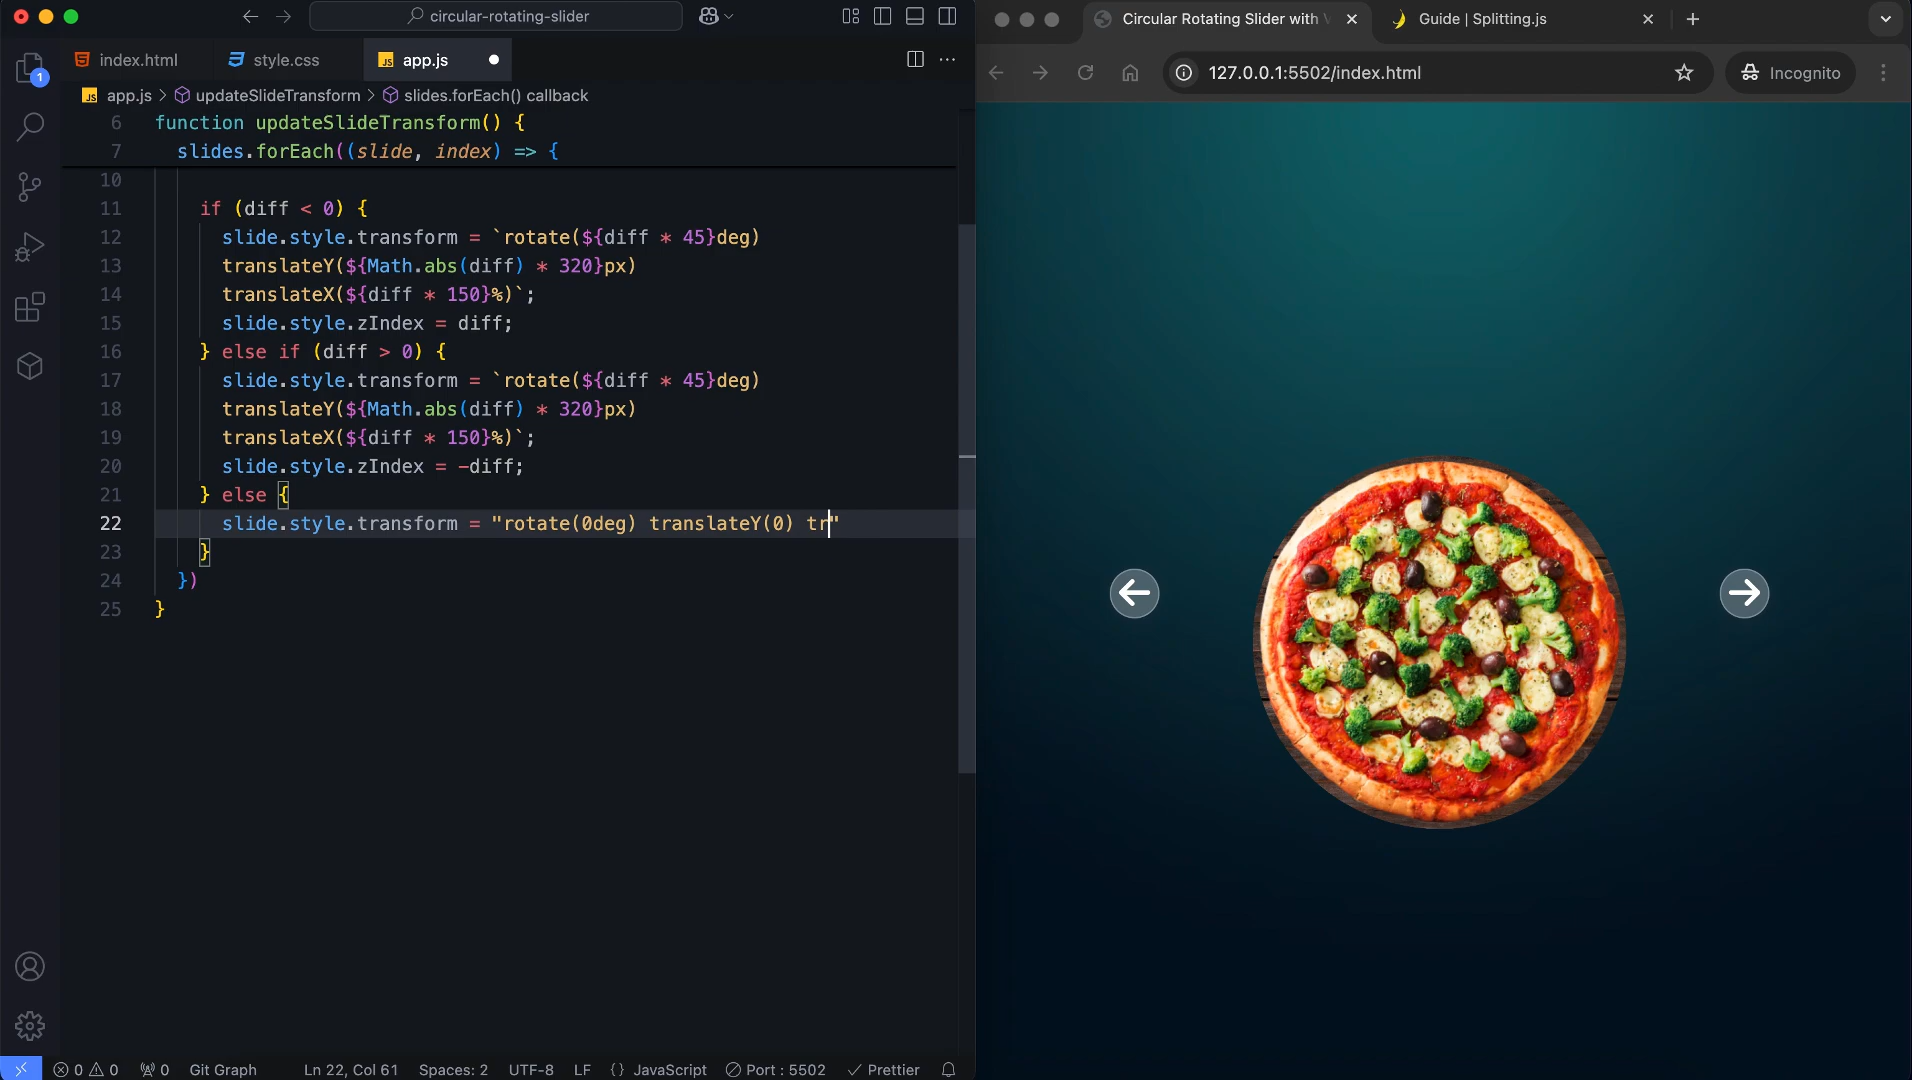 circular-rotating-slider
index.html
style.css
JS app.js
1
JS app.js > updateSlideTransform > slides.forEach() callback
6 function updateSlideTransform() {
7 slides.forEach((slide, index) => {
10
11 if (diff < 0) {
12 slide.style.transform = `rotate(${diff * 45}deg)
13 translateY(${Math.abs(diff) * 320}px)
14 translateX(${diff * 150}%)`;
15 slide.style.zIndex = diff;
16 } else if (diff > 0) {
17 slide.style.transform = `rotate(${diff * 45}deg)
18 translateY(${Math.abs(diff) * 320}px)
19 translateX(${diff * 150}%)`;
20 slide.style.zIndex = -diff;
21 } else {
22 slide.style.transform = "rotate(0deg) translateY(0) tr"
23 }
24 })
25 }
0 0 0 Git Graph Ln 22, Col 61 Spaces: 2 UTF-8 LF {} JavaScript Port : 5502 Prettier
Circular Rotating Slider with
Guide | Splitting.js
127.0.0.1:5502/index.html
Incognito